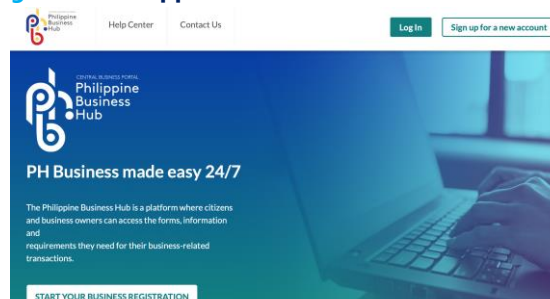 Philippine
Business
Hub
Help Center
Contact Us
Log In
Sign up for a new account
CENTRAL BUSINESS PORTAL
Philippine
Business
Hub
PH Business made easy 24/7
The Philippine Business Hub is a platform where citizens
and business owners can access the forms, information
and
requirements they need for their business-related
transactions.
START YOUR BUSINESS REGISTRATION